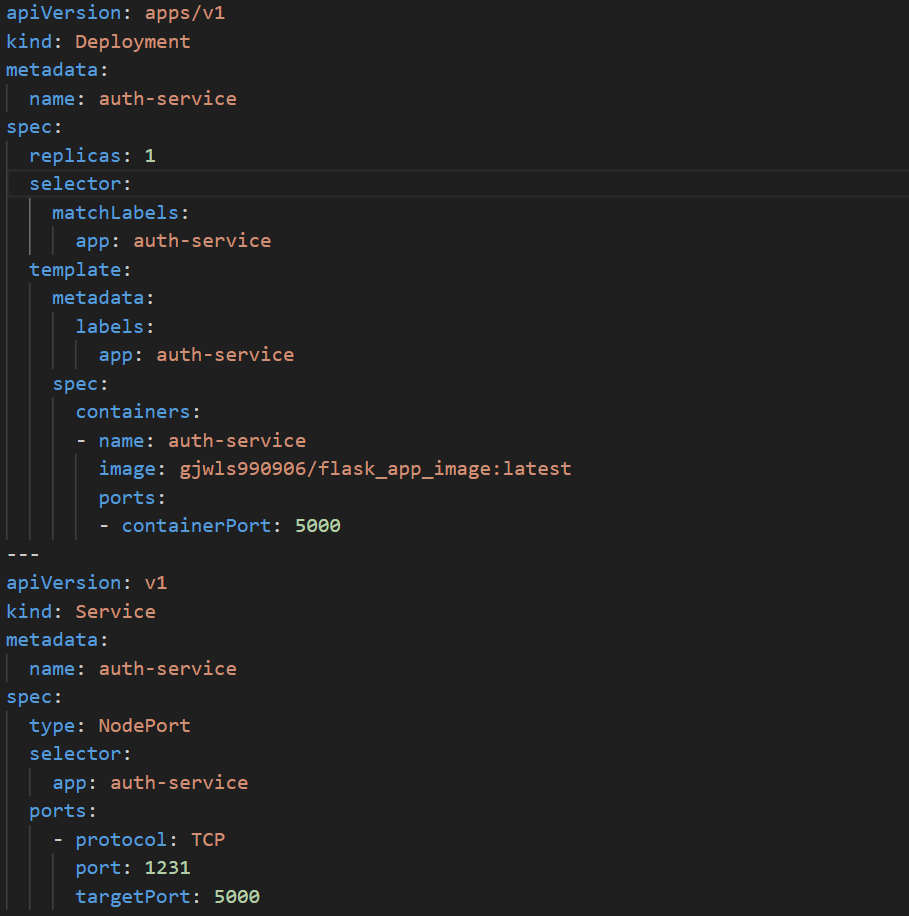 apiVersion: apps/v1
kind: Deployment
metadata:
  name: auth-service
spec:
  replicas: 1
  selector:
    matchLabels:
      app: auth-service
  template:
    metadata:
      labels:
        app: auth-service
    spec:
      containers:
      - name: auth-service
        image: gjwls990906/flask_app_image:latest
        ports:
        - containerPort: 5000
---
apiVersion: v1
kind: Service
metadata:
  name: auth-service
spec:
  type: NodePort
  selector:
    app: auth-service
  ports:
    - protocol: TCP
      port: 1231
      targetPort: 5000